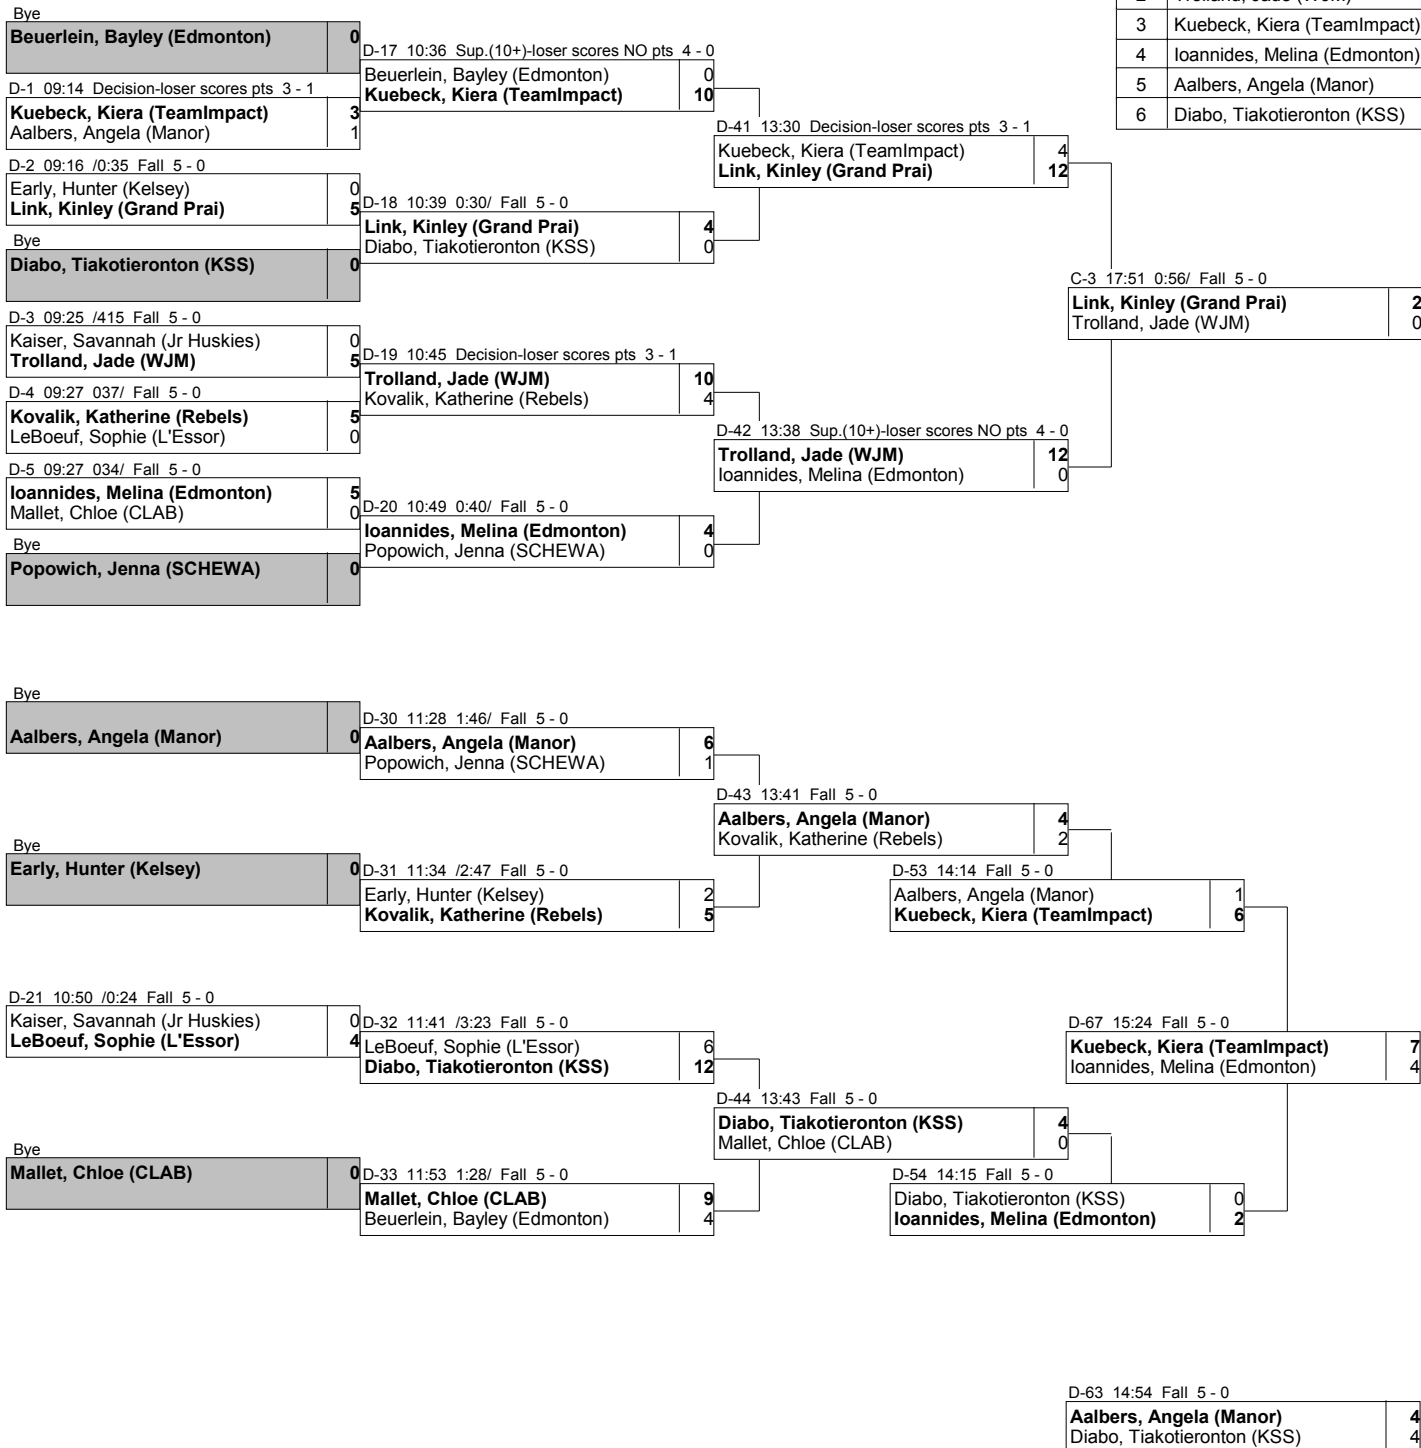 2 Trolland, Jade (WJM)
3 Kuebeck, Kiera (TeamImpact)
4 Ioannides, Melina (Edmonton)
5 Aalbers, Angela (Manor)
6 Diabo, Tiakotieronton (KSS)
Bye
Beuerlein, Bayley (Edmonton) 0
D-1 09:14 Decision-loser scores pts 3 - 1
Kuebeck, Kiera (TeamImpact) 3
Aalbers, Angela (Manor) 1
D-2 09:16 /0:35 Fall 5 - 0
Early, Hunter (Kelsey) 0
Link, Kinley (Grand Prai) 5
Bye
Diabo, Tiakotieronton (KSS) 0
D-3 09:25 /415 Fall 5 - 0
Kaiser, Savannah (Jr Huskies) 0
Trolland, Jade (WJM) 5
D-4 09:27 037/ Fall 5 - 0
Kovalik, Katherine (Rebels) 5
LeBoeuf, Sophie (L'Essor) 0
D-5 09:27 034/ Fall 5 - 0
Ioannides, Melina (Edmonton) 5
Mallet, Chloe (CLAB) 0
Bye
Popowich, Jenna (SCHEWA) 0
D-17 10:36 Sup.(10+)-loser scores NO pts 4 - 0
Beuerlein, Bayley (Edmonton) 0
Kuebeck, Kiera (TeamImpact) 10
D-18 10:39 0:30/ Fall 5 - 0
Link, Kinley (Grand Prai) 4
Diabo, Tiakotieronton (KSS) 0
D-19 10:45 Decision-loser scores pts 3 - 1
Trolland, Jade (WJM) 10
Kovalik, Katherine (Rebels) 4
D-20 10:49 0:40/ Fall 5 - 0
Ioannides, Melina (Edmonton) 4
Popowich, Jenna (SCHEWA) 0
D-41 13:30 Decision-loser scores pts 3 - 1
Kuebeck, Kiera (TeamImpact) 4
Link, Kinley (Grand Prai) 12
D-42 13:38 Sup.(10+)-loser scores NO pts 4 - 0
Trolland, Jade (WJM) 12
Ioannides, Melina (Edmonton) 0
C-3 17:51 0:56/ Fall 5 - 0
Link, Kinley (Grand Prai) 2
Trolland, Jade (WJM) 0
Bye
Aalbers, Angela (Manor) 0
Bye
Early, Hunter (Kelsey) 0
D-21 10:50 /0:24 Fall 5 - 0
Kaiser, Savannah (Jr Huskies) 0
LeBoeuf, Sophie (L'Essor) 4
Bye
Mallet, Chloe (CLAB) 0
D-30 11:28 1:46/ Fall 5 - 0
Aalbers, Angela (Manor) 6
Popowich, Jenna (SCHEWA) 1
D-31 11:34 /2:47 Fall 5 - 0
Early, Hunter (Kelsey) 2
Kovalik, Katherine (Rebels) 5
D-32 11:41 /3:23 Fall 5 - 0
LeBoeuf, Sophie (L'Essor) 6
Diabo, Tiakotieronton (KSS) 12
D-33 11:53 1:28/ Fall 5 - 0
Mallet, Chloe (CLAB) 9
Beuerlein, Bayley (Edmonton) 4
D-43 13:41 Fall 5 - 0
Aalbers, Angela (Manor) 4
Kovalik, Katherine (Rebels) 2
D-44 13:43 Fall 5 - 0
Diabo, Tiakotieronton (KSS) 4
Mallet, Chloe (CLAB) 0
D-53 14:14 Fall 5 - 0
Aalbers, Angela (Manor) 1
Kuebeck, Kiera (TeamImpact) 6
D-54 14:15 Fall 5 - 0
Diabo, Tiakotieronton (KSS) 0
Ioannides, Melina (Edmonton) 2
D-67 15:24 Fall 5 - 0
Kuebeck, Kiera (TeamImpact) 7
Ioannides, Melina (Edmonton) 4
D-63 14:54 Fall 5 - 0
Aalbers, Angela (Manor) 4
Diabo, Tiakotieronton (KSS) 4